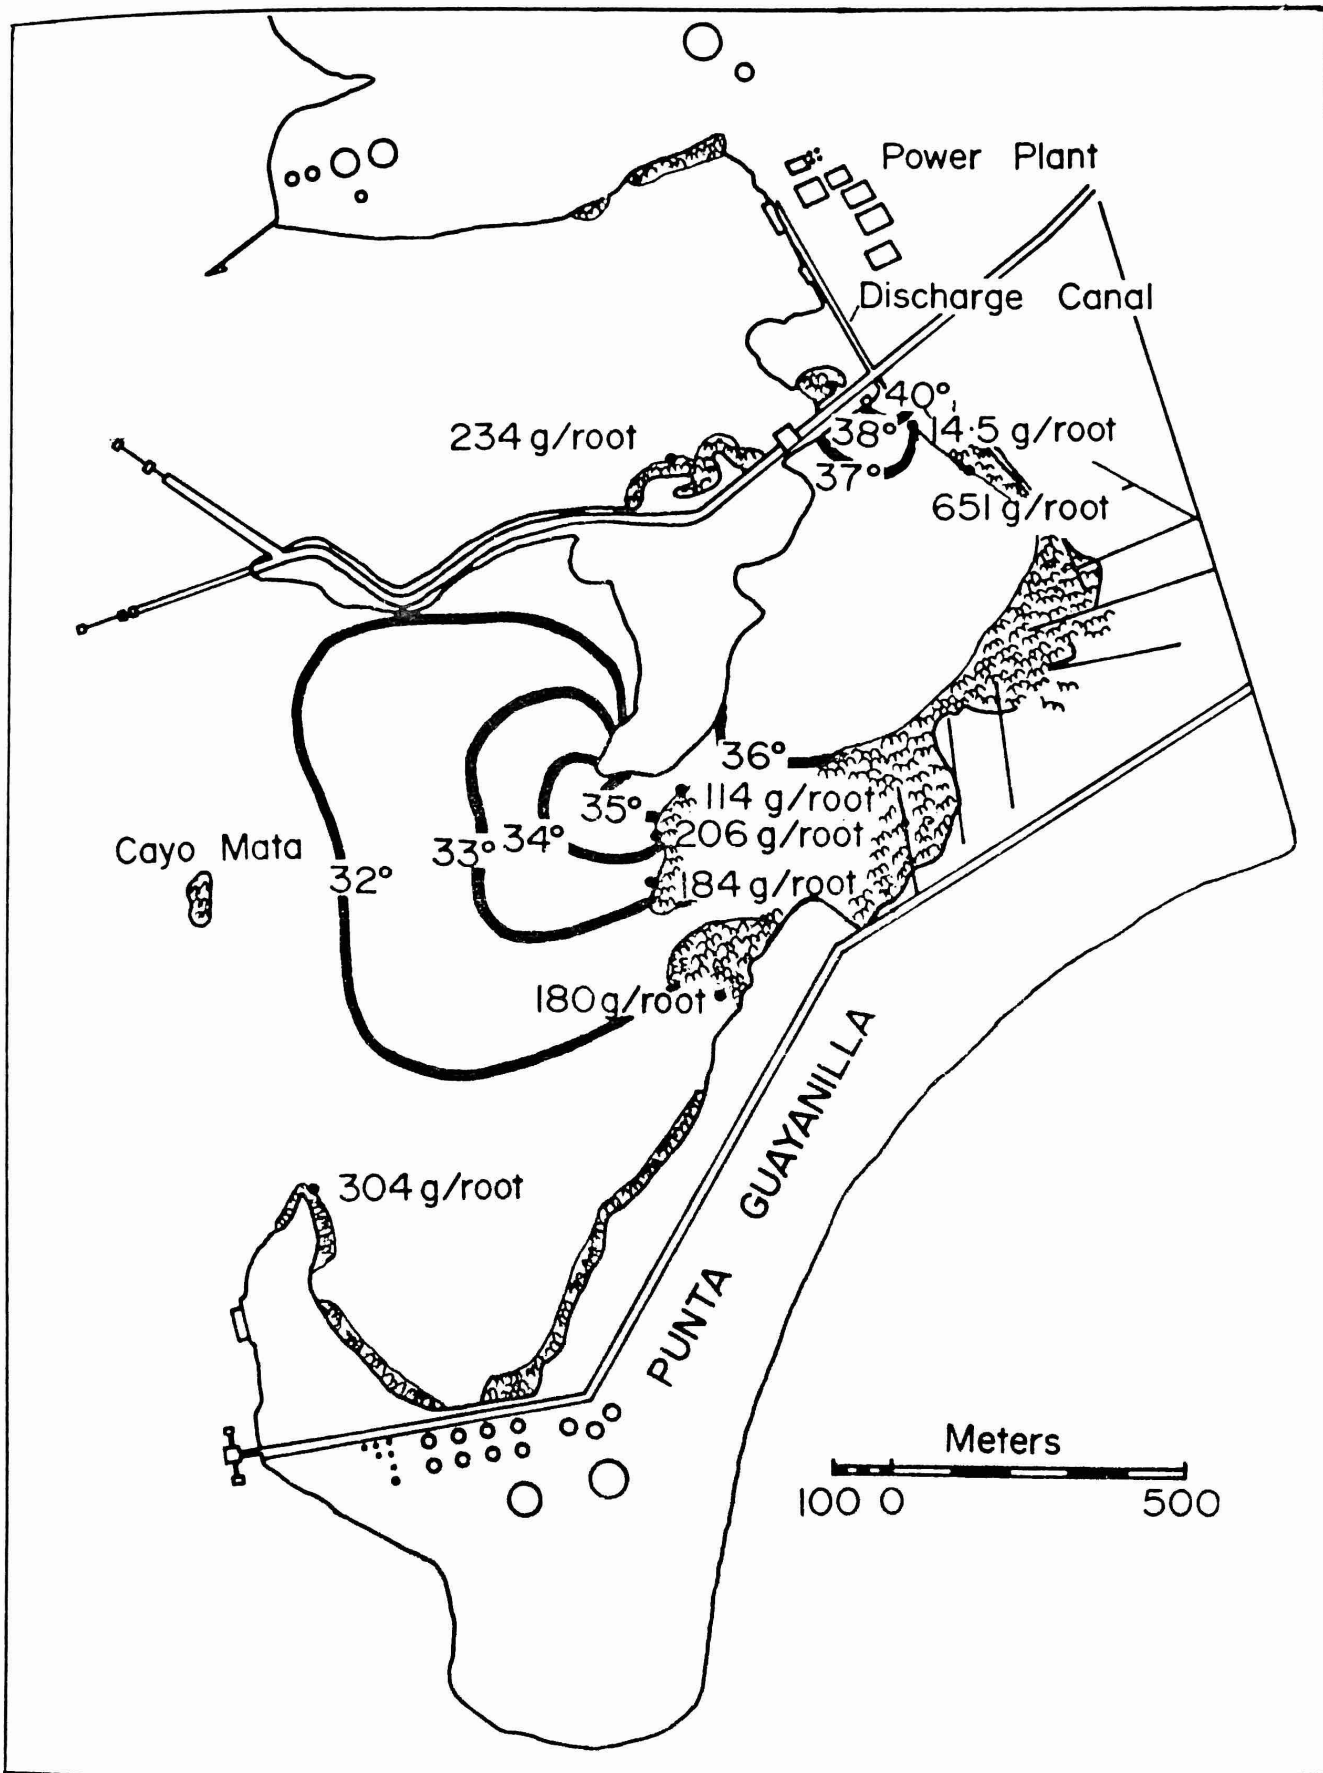 Power Plant
Discharge Canal
40°
234 g/root
38°
14.5 g/root
37°
651 g/root
36°
35°
114 g/root
33°
34°
206 g/root
Cayo Mata
32°
184 g/root
180 g/root
PUNTA GUAYANILLA
304 g/root
Meters
100 0 500